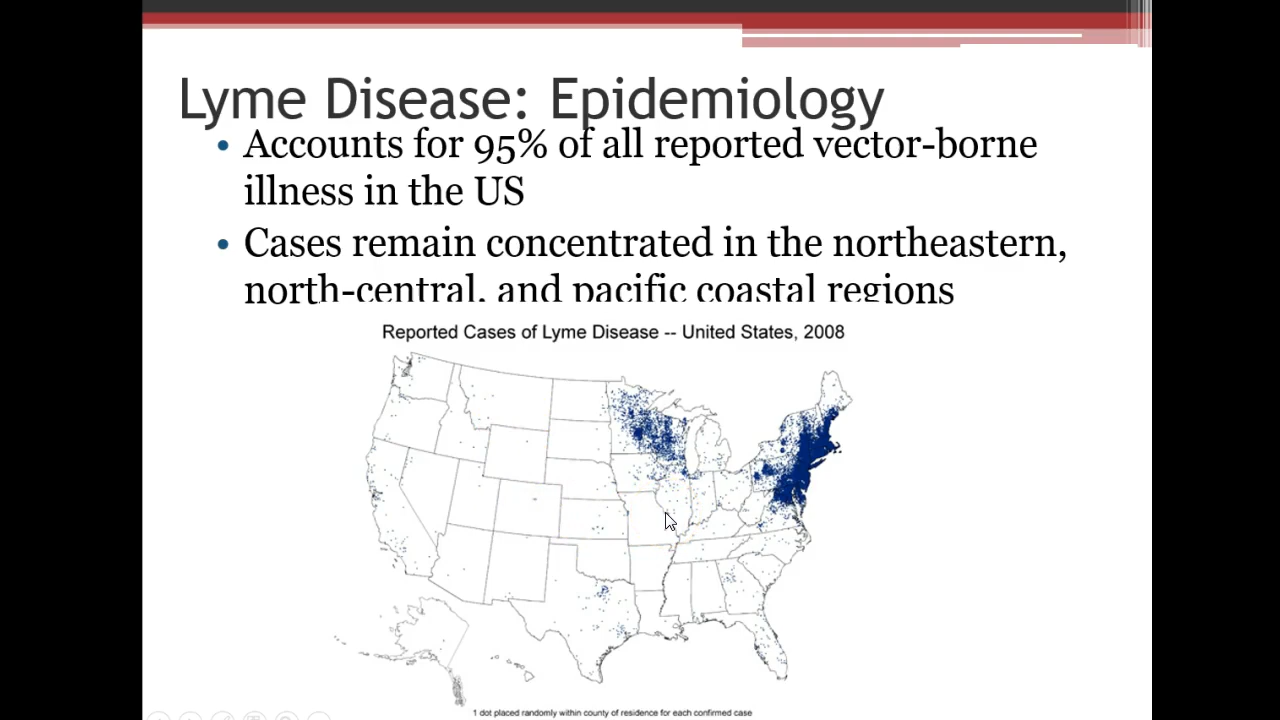 Lyme Disease: Epidemiology
• Accounts for 95% of all reported vector-borne
illness in the US
• Cases remain concentrated in the northeastern,
north-central, and pacific coastal regions
Reported Cases of Lyme Disease -- United States, 2008
1 dot placed randomly within county of residence for each confirmed case